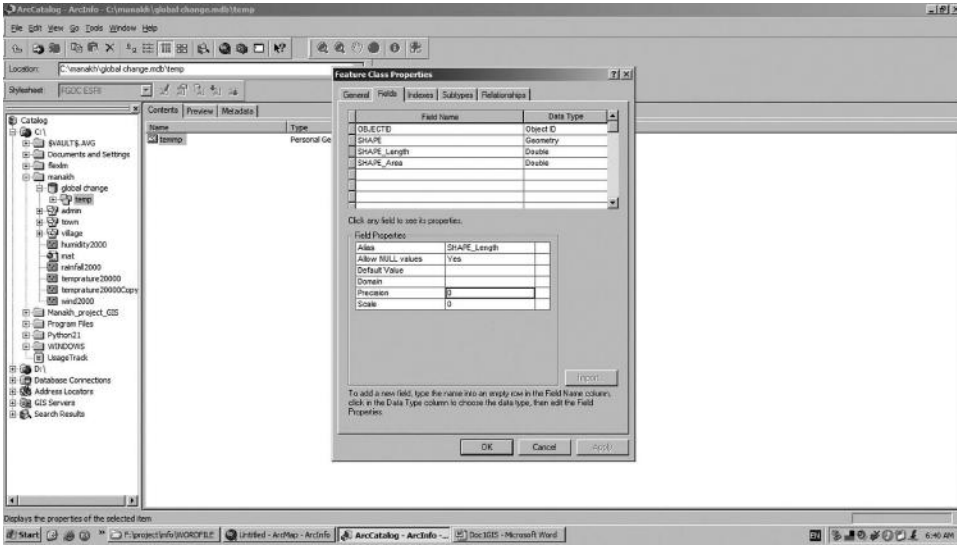 ArcCatalog - ArcInfo - C:\manakh\global change.mdb\temp
File Edit View Go Tools Window Help
Location: C:\manakh\global change.mdb\temp
Stylesheet: FGDC ESRI
Contents Preview Metadata
Name Type
temmp Personal Ge
Catalog
C:\
$VAULT$.AVG
Documents and Settings
flexlm
manakh
global change
temp
admin
town
village
humidity2000
mat
rainfall2000
temprature20000
temprature20000Copy
wind2000
Manakh_project_GIS
Program Files
Python21
WINDOWS
UsageTrack
D:\
Database Connections
Address Locators
GIS Servers
Search Results
Feature Class Properties
General Fields Indexes Subtypes Relationships
Field Name Data Type
OBJECTID Object ID
SHAPE Geometry
SHAPE_Length Double
SHAPE_Area Double
Click any field to see its properties.
Field Properties
Alias SHAPE_Length
Allow NULL values Yes
Default Value
Domain
Precision 0
Scale 0
Import...
To add a new field, type the name into an empty row in the Field Name column, click in the Data Type column to choose the data type, then edit the Field Properties.
OK Cancel Apply
Displays the properties of the selected item
Start F:\project\info\WORDFILE Untitled - ArcMap - ArcInfo ArcCatalog - ArcInfo -... Doc1GIS - Microsoft Word EN 6:40 AM